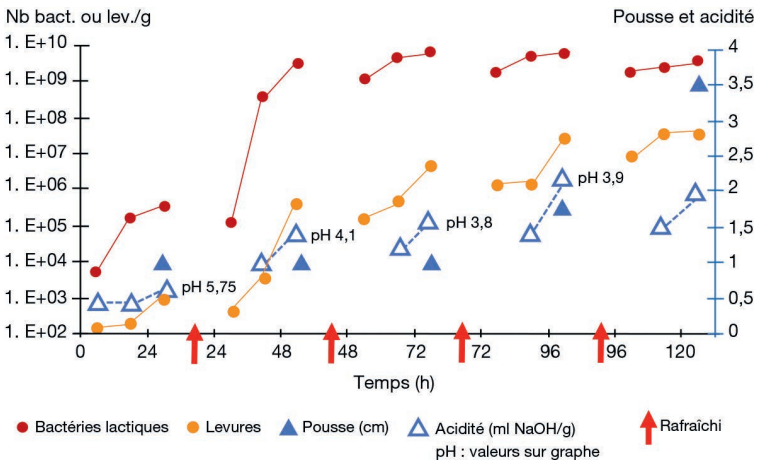 Nb bact. ou lev./g
Pousse et acidité
1. E+10
1. E+09
1. E+08
1. E+07
1. E+06
1. E+05
1. E+04
1. E+03
1. E+02
4
3,5
3
2,5
2
1,5
1
0,5
0
pH 5,75
pH 4,1
pH 3,8
pH 3,9
0 24 24 48 48 72 72 96 96 120
Temps (h)
Bactéries lactiques Levures Pousse (cm) Acidité (ml NaOH/g) Rafraîchi
pH : valeurs sur graphe